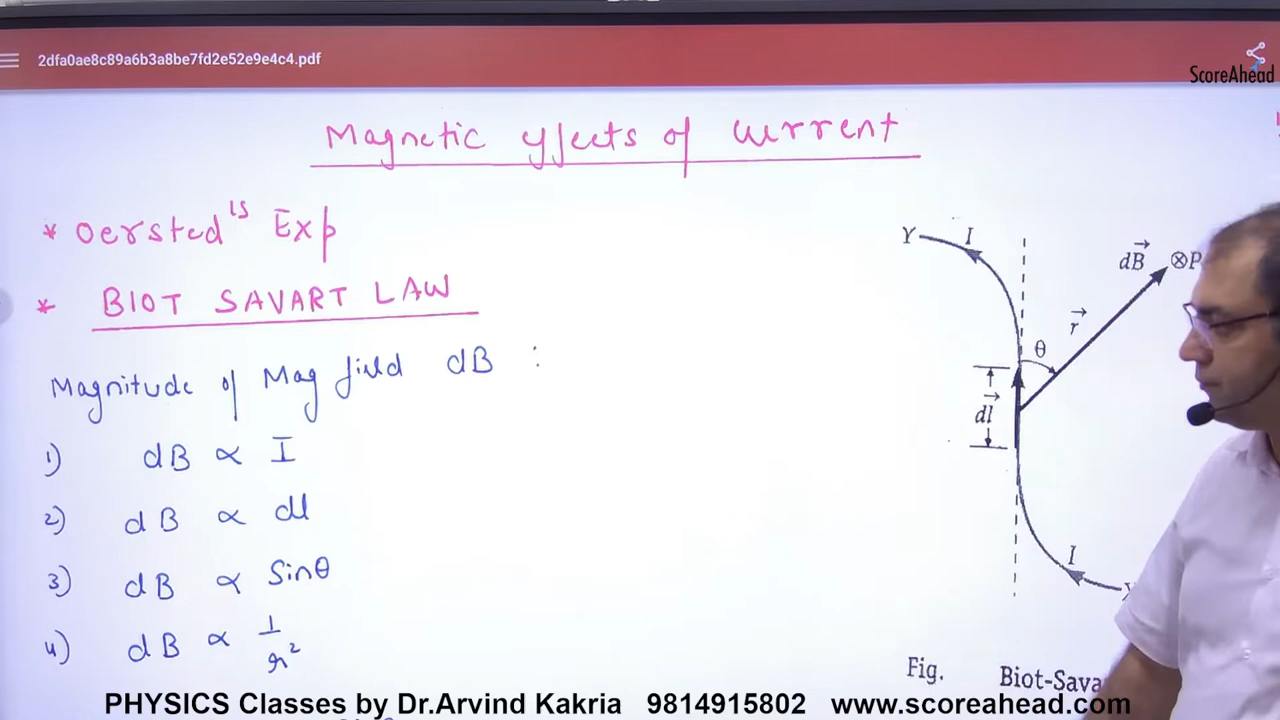 2dfa0ae8c89a6b3a8be7fd2e52e9e4c4.pdf
ScoreAhead
Magnetic effects of current
* Oersted's Exp
* BIOT SAVART LAW
Magnitude of Mag field dB :
1) dB ∝ I
2) dB ∝ dl
3) dB ∝ Sinθ
4) dB ∝ 1/r²
Y I
dB⃗ ⊗P
r⃗
θ
dl⃗
I
Fig. Biot-Sava
PHYSICS Classes by Dr.Arvind Kakria 9814915802 www.scoreahead.com